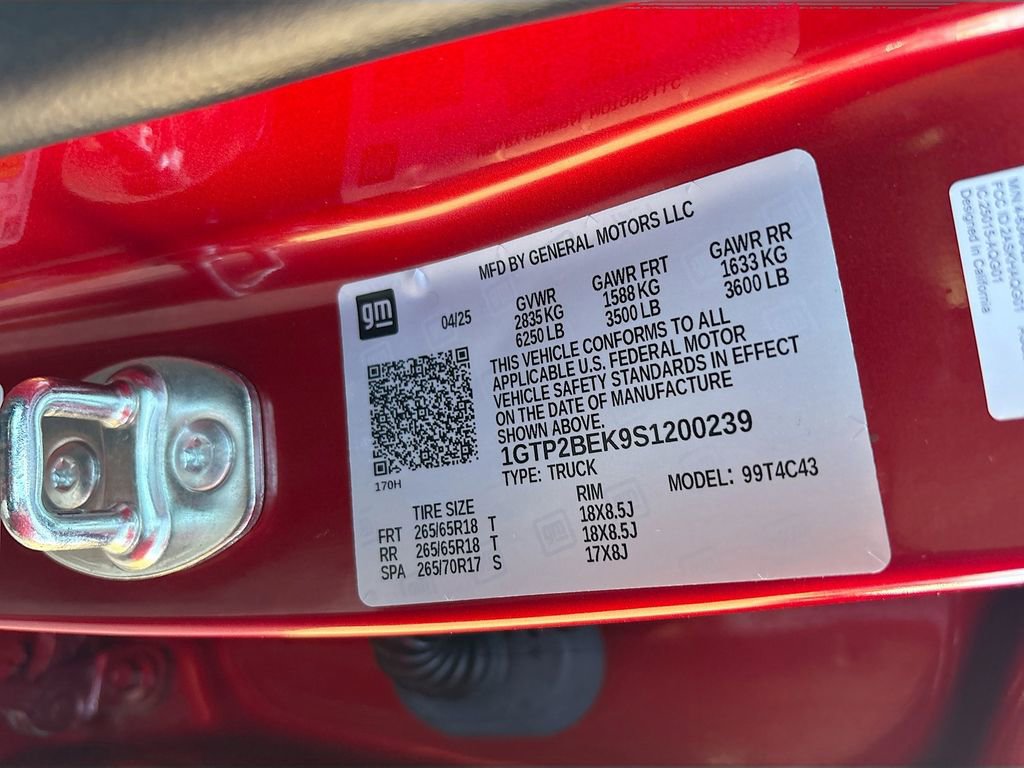 MFD BY GENERAL MOTORS LLC
gm
04/25
GVWR
2835 KG
6250 LB
GAWR FRT
1588 KG
3500 LB
GAWR RR
1633 KG
3600 LB
THIS VEHICLE CONFORMS TO ALL
APPLICABLE U.S. FEDERAL MOTOR
VEHICLE SAFETY STANDARDS IN EFFECT
ON THE DATE OF MANUFACTURE
SHOWN ABOVE.
1GTP2BEK9S1200239
TYPE: TRUCK
MODEL: 99T4C43
170H
TIRE SIZE
RIM
FRT 265/65R18 T 18X8.5J
RR 265/65R18 T 18X8.5J
SPA 265/70R17 S 17X8J
Designed in California